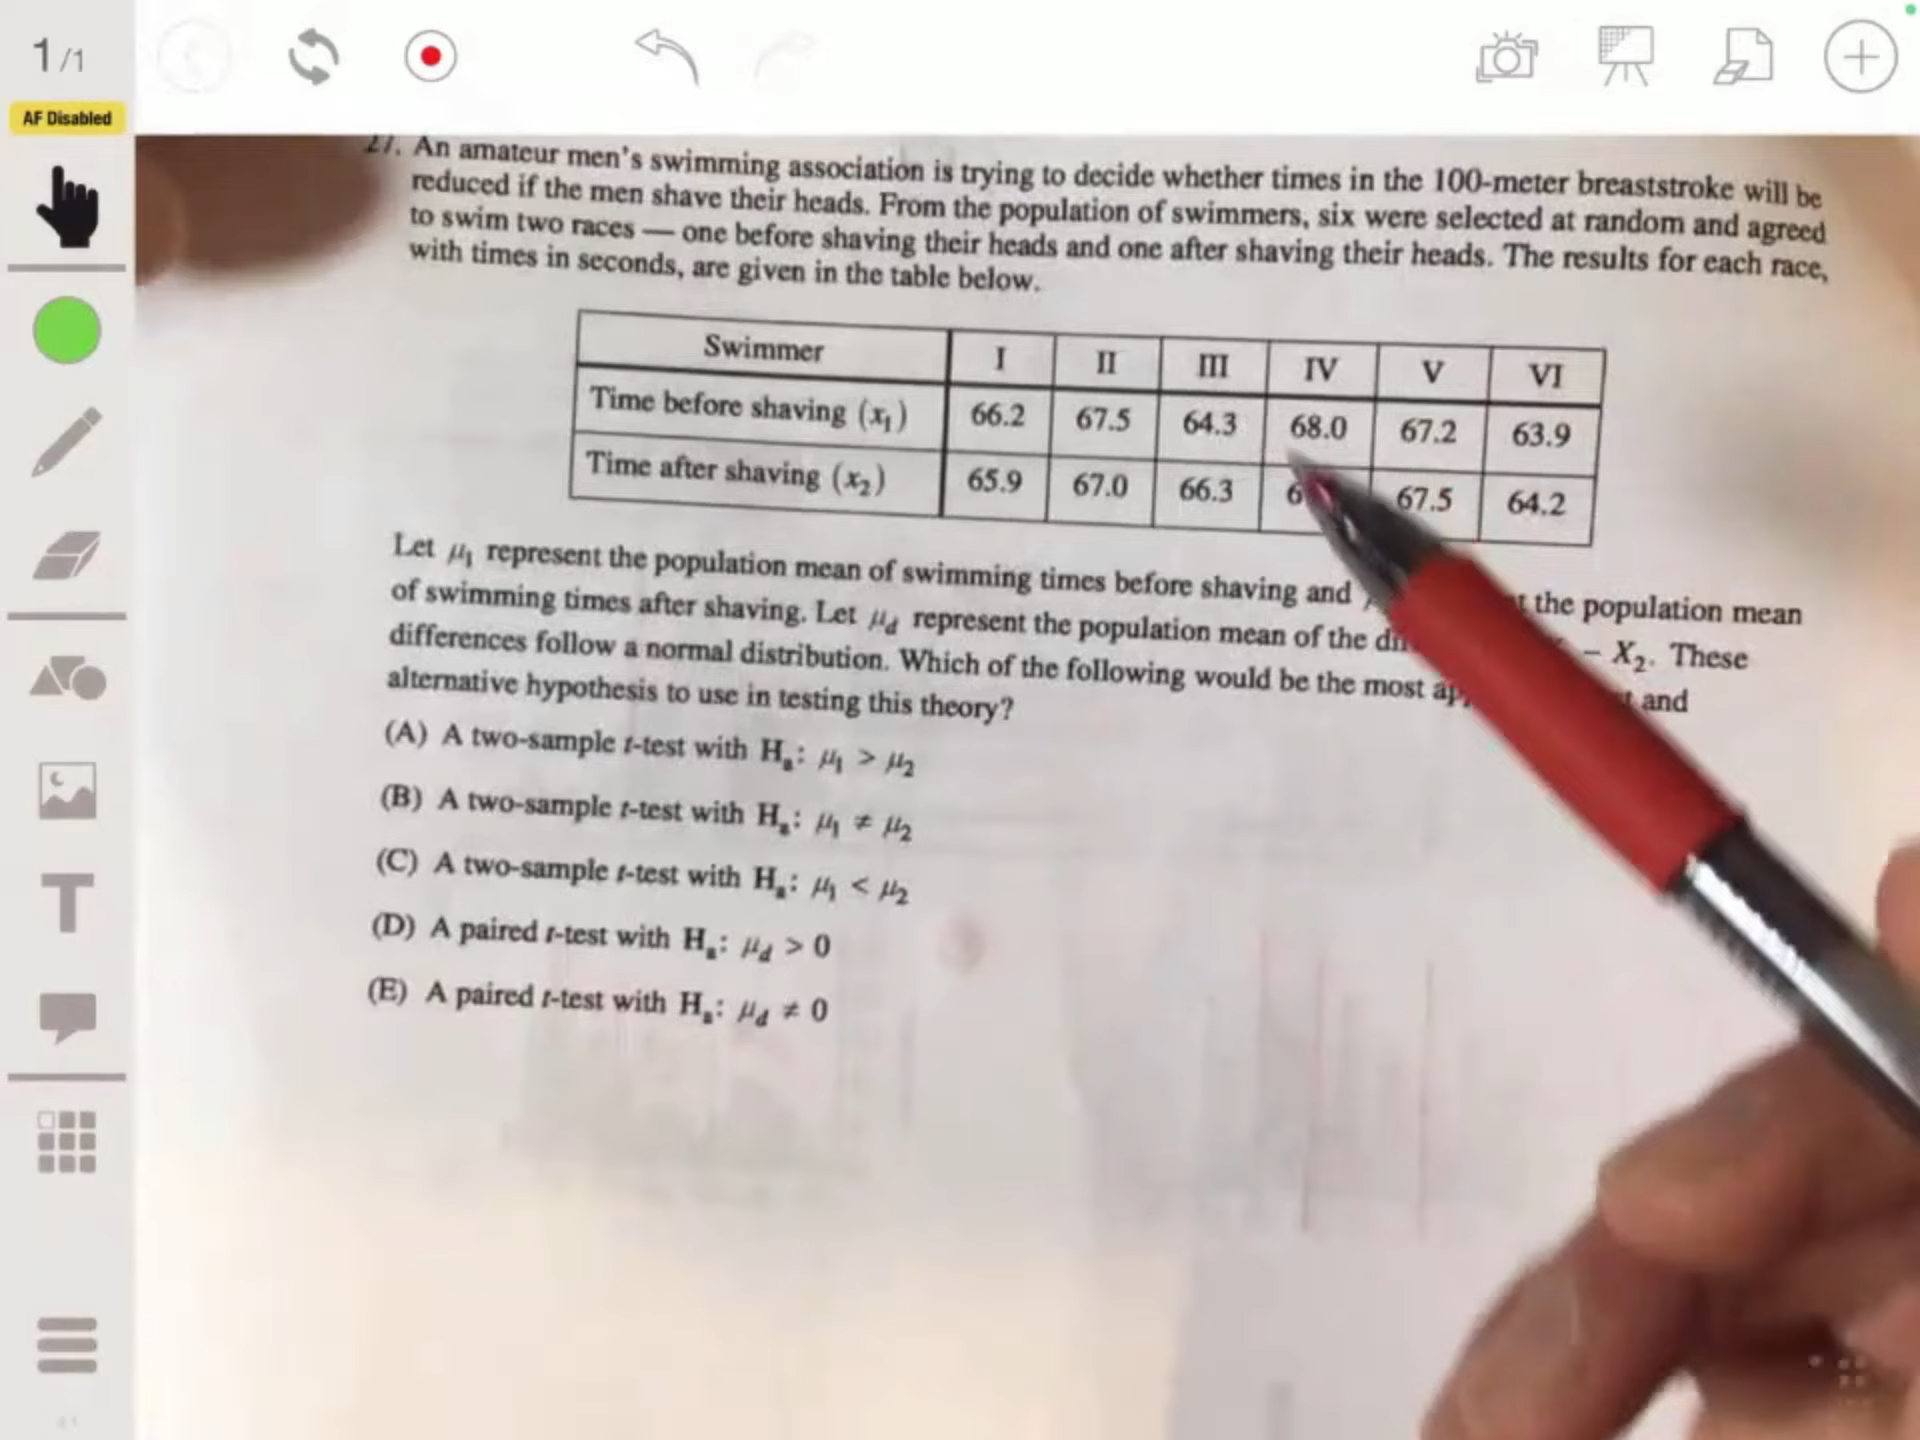 1/1
AF Disabled
27. An amateur men's swimming association is trying to decide whether times in the 100-meter breaststroke will be
reduced if the men shave their heads. From the population of swimmers, six were selected at random and agreed
to swim two races — one before shaving their heads and one after shaving their heads. The results for each race,
with times in seconds, are given in the table below.
Swimmer I II III IV V VI
Time before shaving (x₁) 66.2 67.5 64.3 68.0 67.2 63.9
Time after shaving (x₂) 65.9 67.0 66.3 67.5 64.2
Let μ₁ represent the population mean of swimming times before shaving and the population mean
of swimming times after shaving. Let μd represent the population mean of the – X₂. These
differences follow a normal distribution. Which of the following would be the most and
alternative hypothesis to use in testing this theory?
(A) A two-sample t-test with Hₐ: μ₁ > μ₂
(B) A two-sample t-test with Hₐ: μ₁ ≠ μ₂
(C) A two-sample t-test with Hₐ: μ₁ < μ₂
(D) A paired t-test with Hₐ: μd > 0
(E) A paired t-test with Hₐ: μd ≠ 0
T